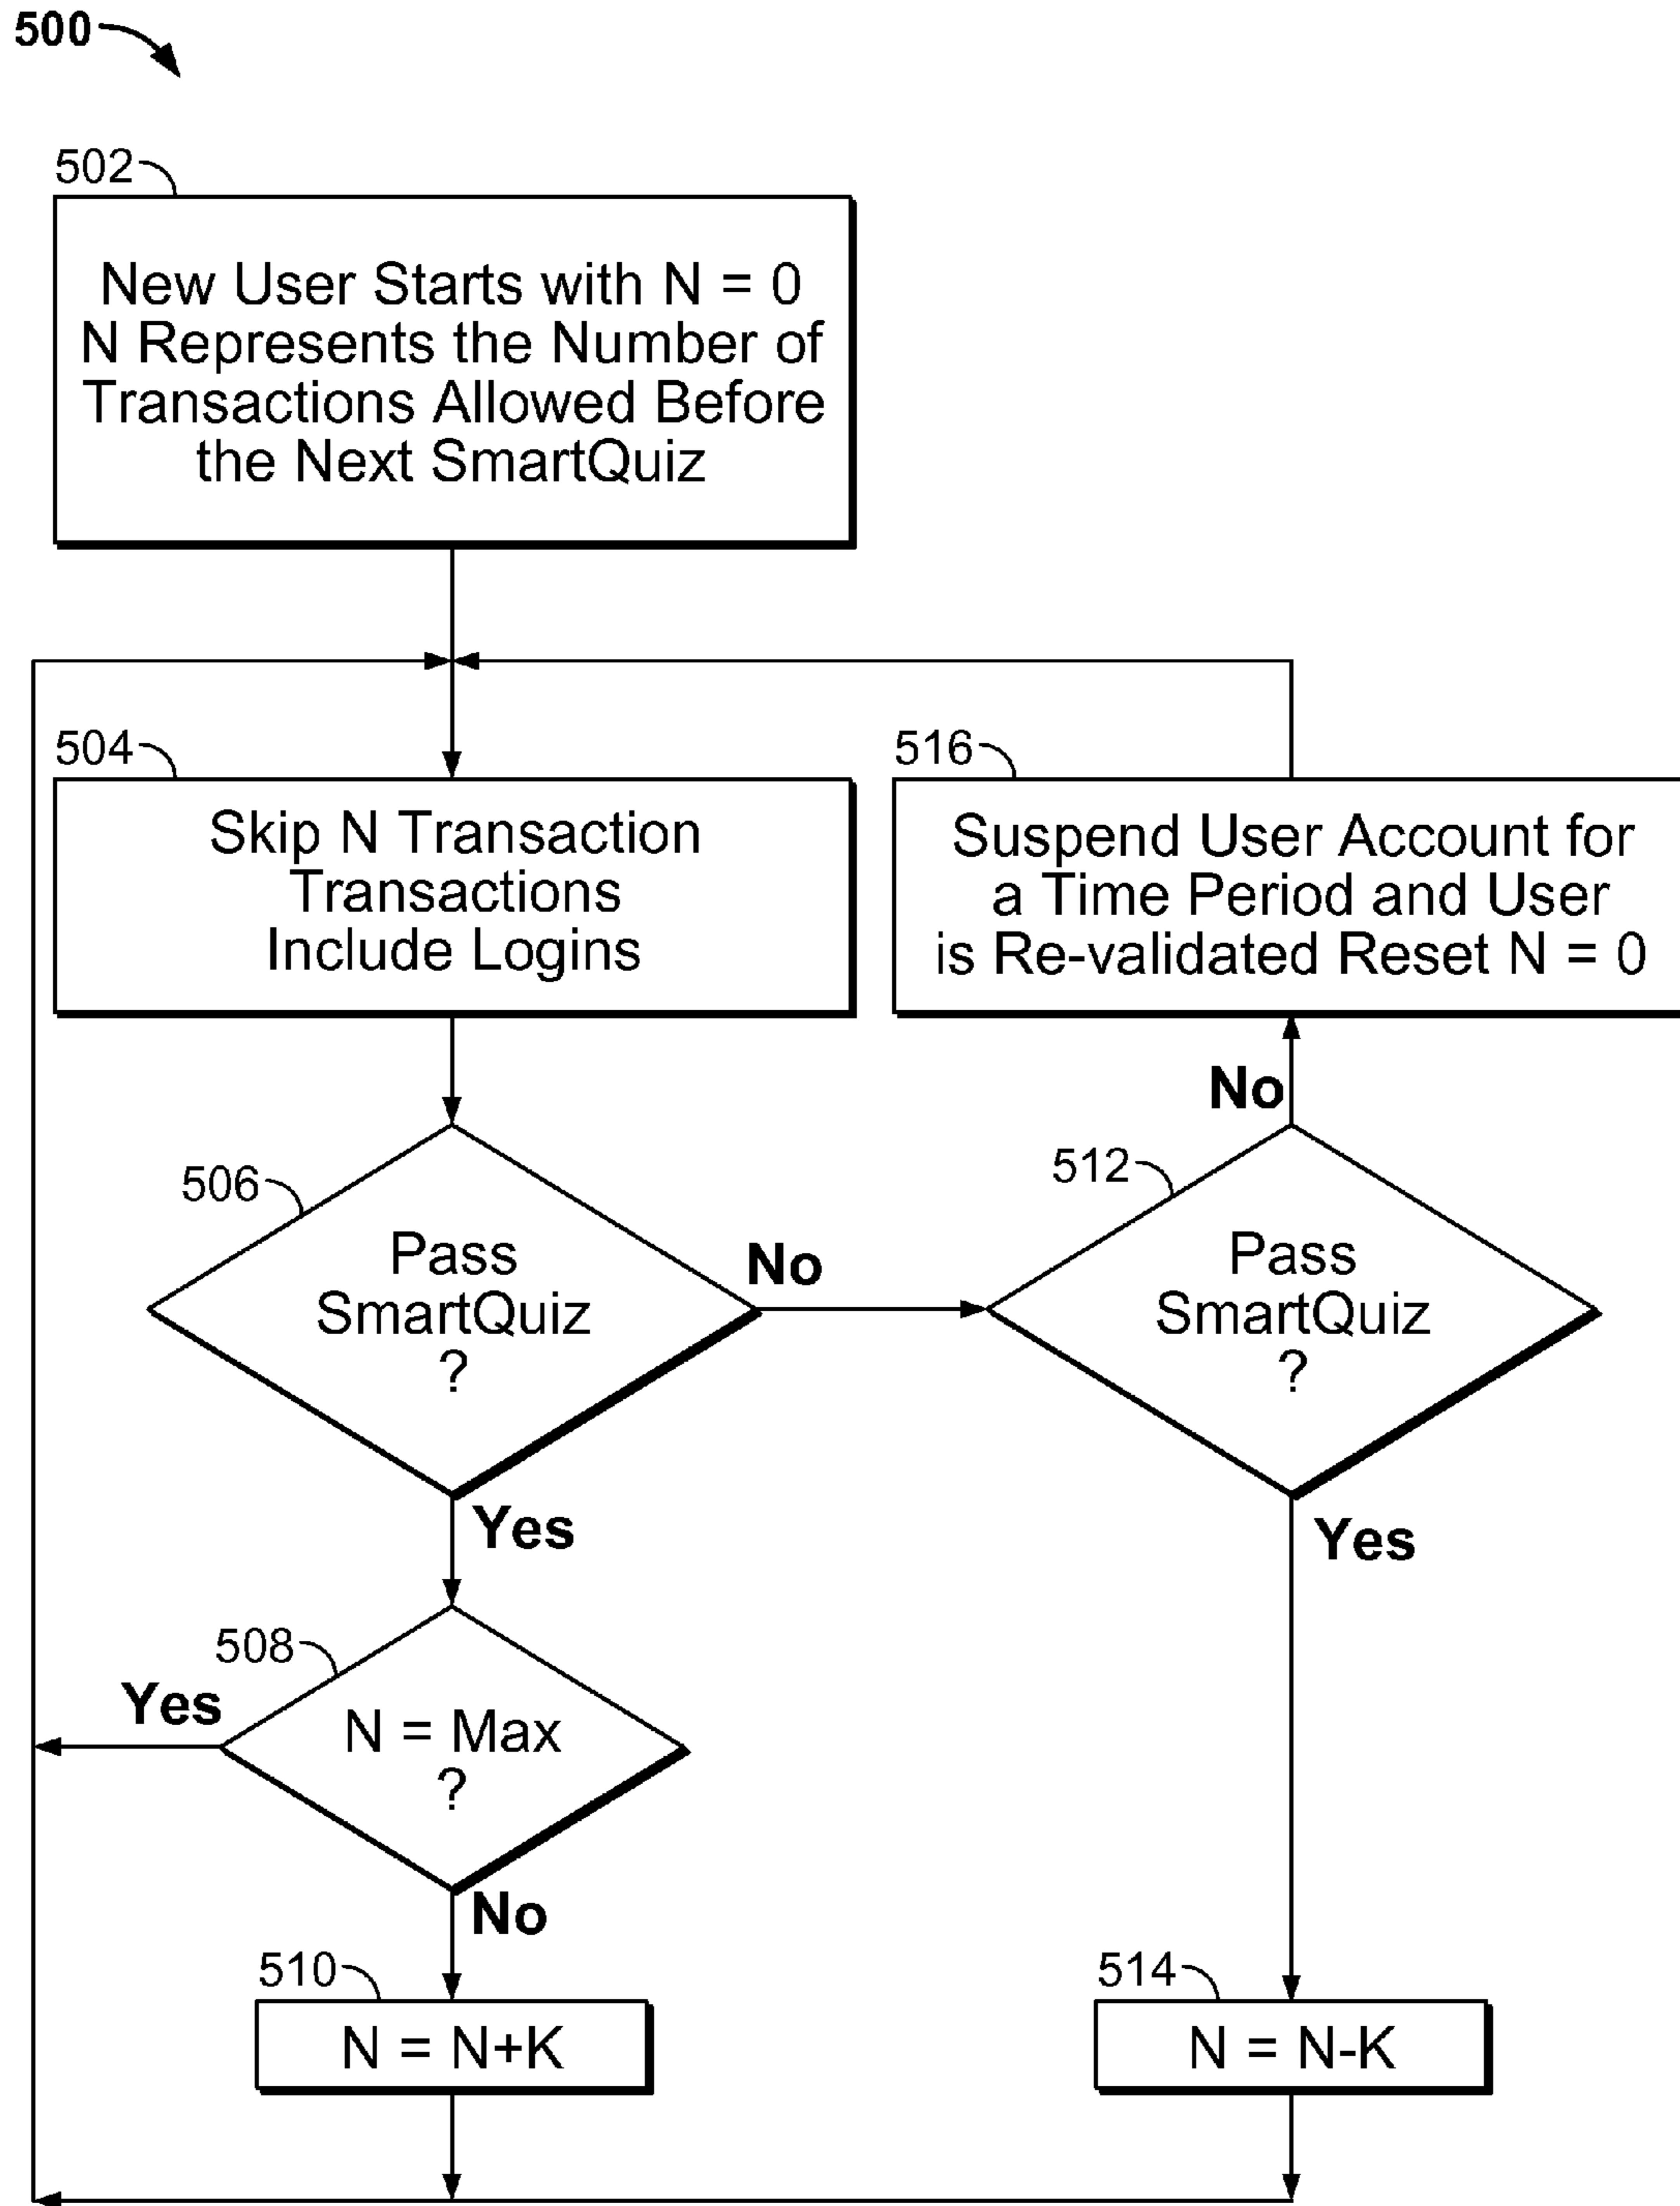 500
502
New User Starts with N = 0
N Represents the Number of
Transactions Allowed Before
the Next SmartQuiz
504
Skip N Transaction
Transactions
Include Logins
516
Suspend User Account for
a Time Period and User
is Re-validated Reset N = 0
No
506
Pass
SmartQuiz
?
No
512
Pass
SmartQuiz
?
Yes
Yes
508
N = Max
?
Yes
No
510
N = N+K
514
N = N-K